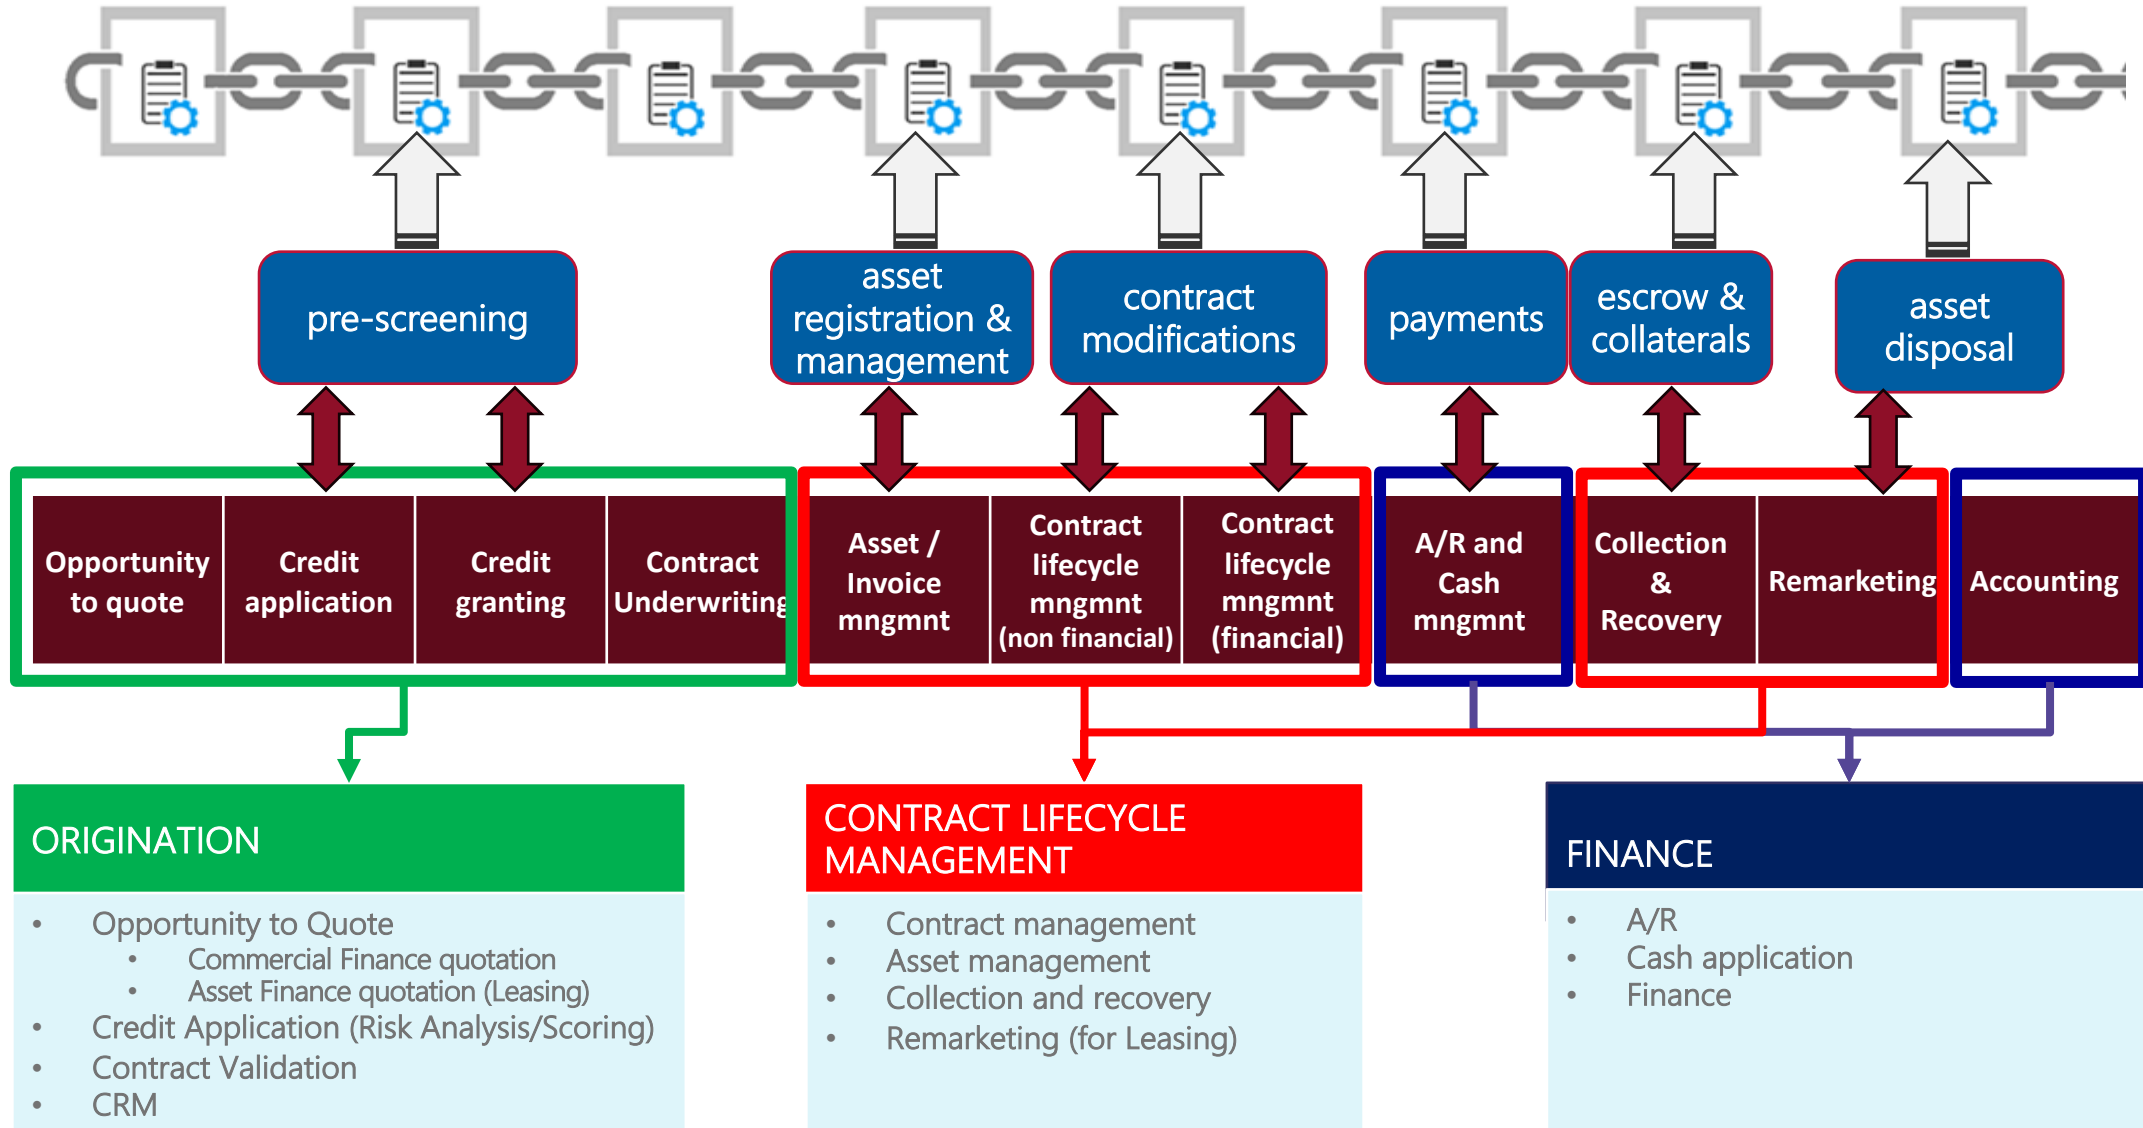 pre-screening
asset
registration &
management
contract
modifications
payments
escrow &
collaterals
asset
disposal
Opportunity
to quote
Credit
application
Credit
granting
Contract
Underwriting
Asset /
Invoice
mngmnt
Contract
lifecycle
mngmnt
(non financial)
Contract
lifecycle
mngmnt
(financial)
A/R and
Cash
mngmnt
Collection
&
Recovery
Remarketing
Accounting
ORIGINATION
• Opportunity to Quote
• Commercial Finance quotation
• Asset Finance quotation (Leasing)
• Credit Application (Risk Analysis/Scoring)
• Contract Validation
• CRM
CONTRACT LIFECYCLE
MANAGEMENT
• Contract management
• Asset management
• Collection and recovery
• Remarketing (for Leasing)
FINANCE
• A/R
• Cash application
• Finance